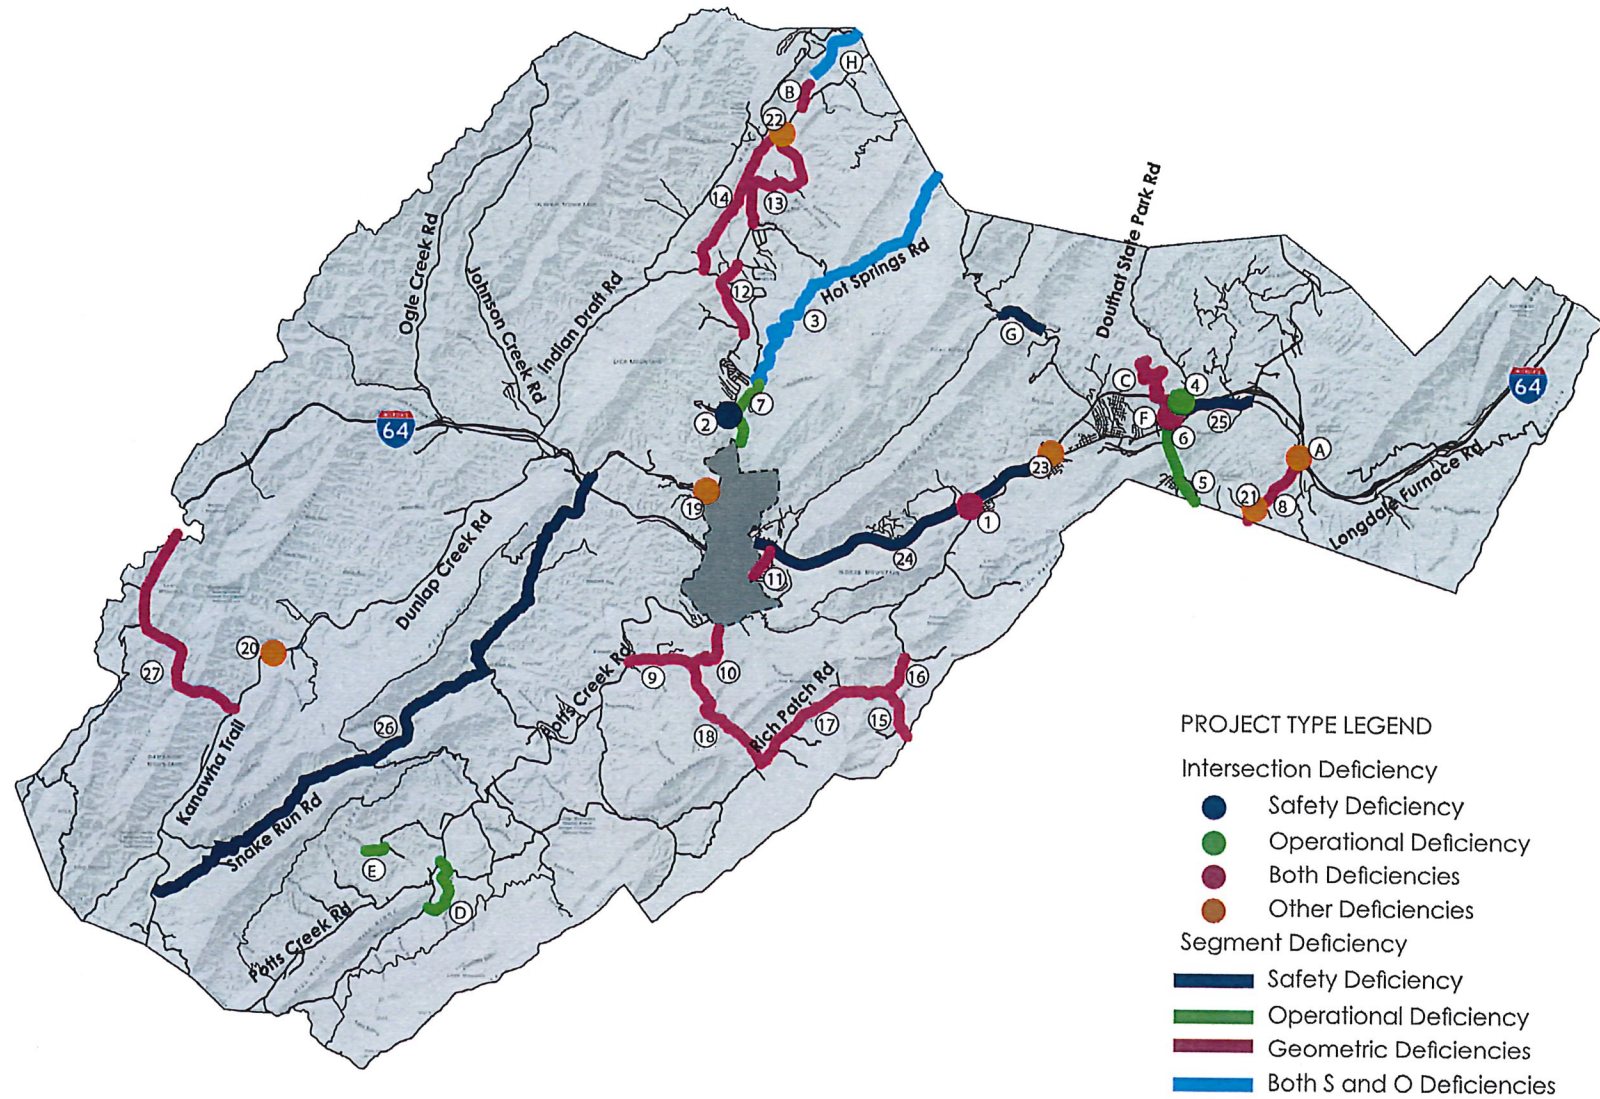 H
B
22
14
13
Ogle Creek Rd
Johnson Creek Rd
Indian Draft Rd
12
Hot Springs Rd
3
Douthat State Park Rd
G
C
4
64
64
7
2
F
6
25
A
23
5
21
8
Longdale Furnace Rd
19
1
24
11
Dunlap Creek Rd
20
27
9
10
16
Potts Creek Rd
Rich Patch Rd
15
17
18
26
Kanawha Trail
Snake Run Rd
E
D
Potts Creek Rd
PROJECT TYPE LEGEND
Intersection Deficiency
Safety Deficiency
Operational Deficiency
Both Deficiencies
Other Deficiencies
Segment Deficiency
Safety Deficiency
Operational Deficiency
Geometric Deficiencies
Both S and O Deficiencies